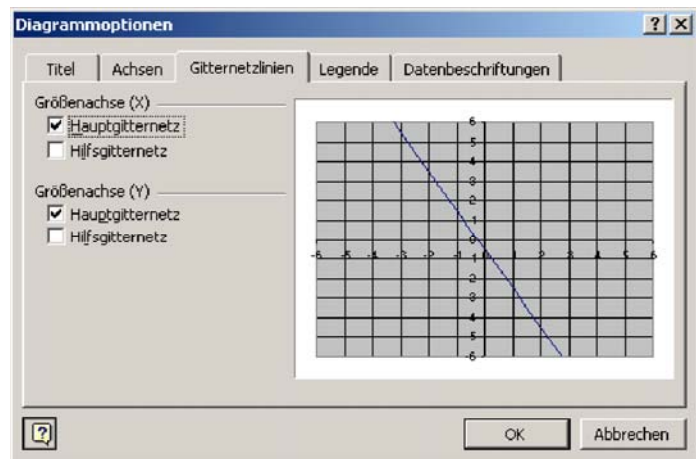 Diagrammoptionen
Titel Achsen Gitternetzlinien Legende Datenbeschriftungen
Größenachse (X)
Hauptgitternetz
Hilfsgitternetz
Größenachse (Y)
Hauptgitternetz
Hilfsgitternetz
6
5
4
3
2
1
0
-6 -5 -4 -3 -2 -1 0 1 2 3 4 5 6
-1
-2
-3
-4
-5
-6
OK Abbrechen